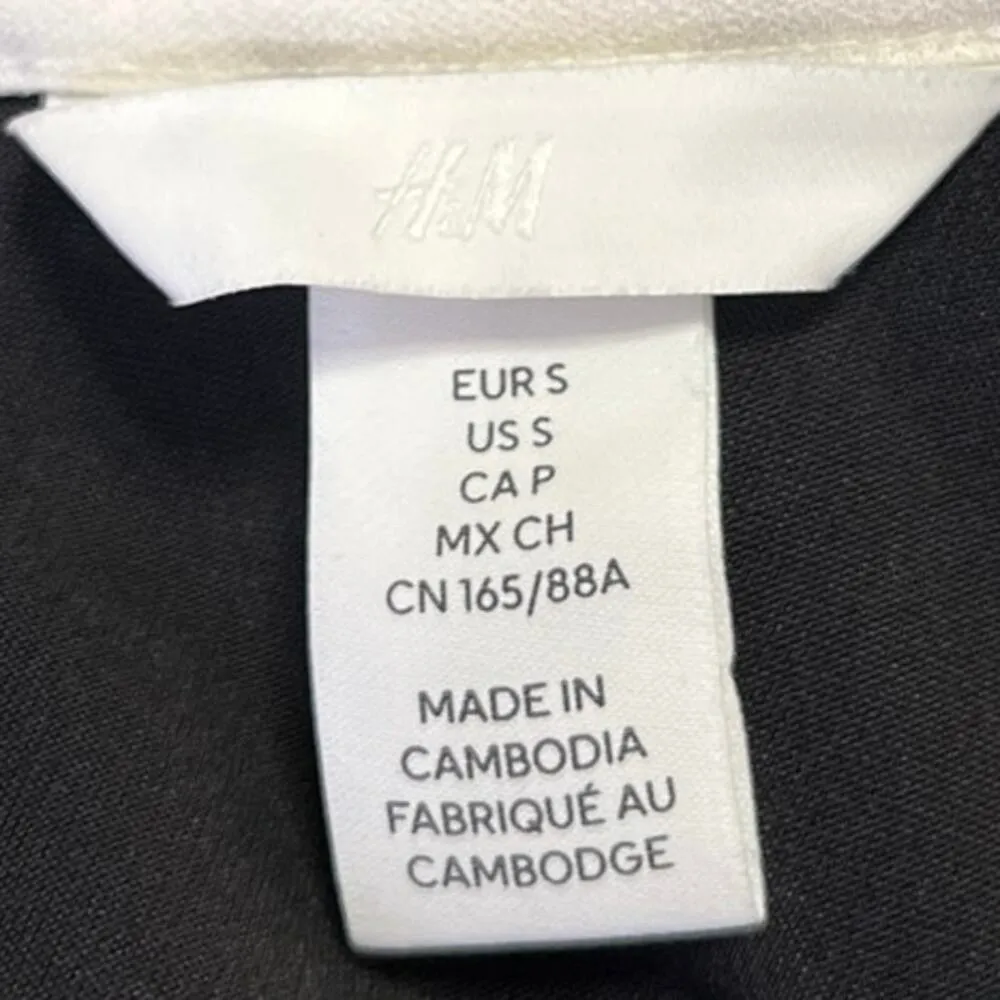 H&M
EUR S
US S
CA P
MX CH
CN 165/88A
MADE IN
CAMBODIA
FABRIQUÉ AU
CAMBODGE